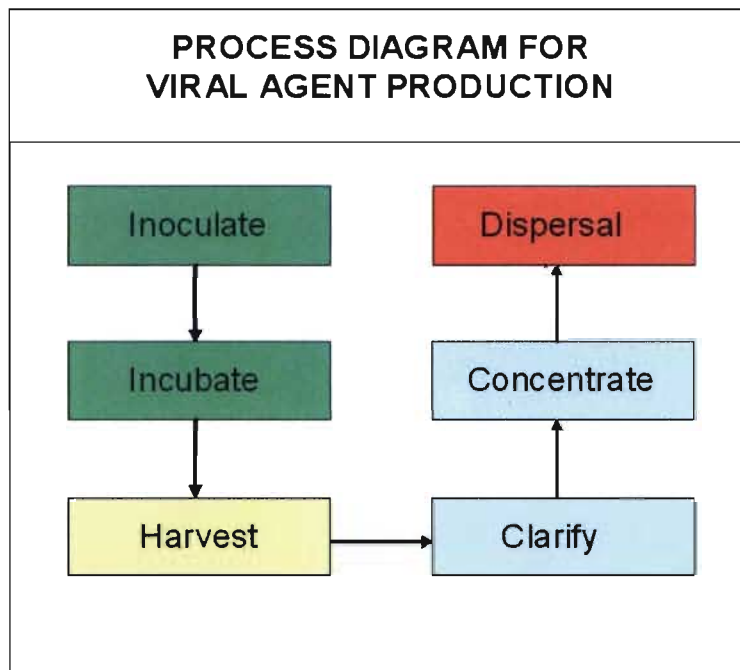 PROCESS DIAGRAM FOR
VIRAL AGENT PRODUCTION
Inoculate
Incubate
Harvest
Clarify
Concentrate
Dispersal